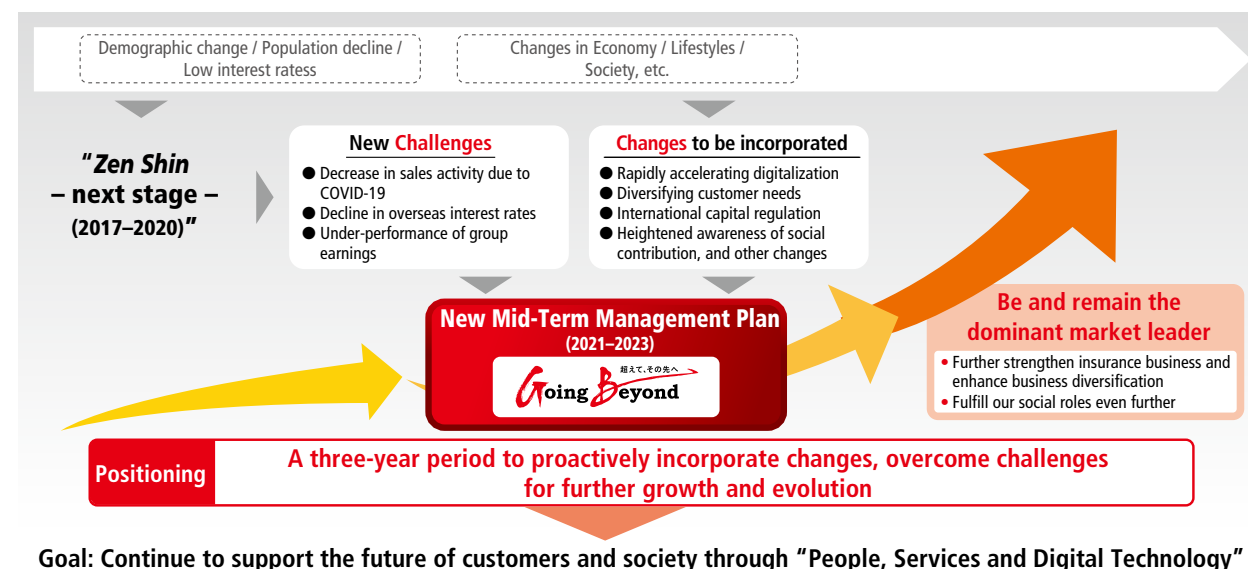 Demographic change / Population decline /
Low interest ratess
Changes in Economy / Lifestyles /
Society, etc.
“Zen Shin
– next stage –
(2017–2020)”
New Challenges
● Decrease in sales activity due to
COVID-19
● Decline in overseas interest rates
● Under-performance of group
earnings
Changes to be incorporated
● Rapidly accelerating digitalization
● Diversifying customer needs
● International capital regulation
● Heightened awareness of social
contribution, and other changes
New Mid-Term Management Plan
(2021–2023)
超えて、その先へ
Going Beyond
Be and remain the
dominant market leader
• Further strengthen insurance business and
enhance business diversification
• Fulfill our social roles even further
Positioning
A three-year period to proactively incorporate changes, overcome challenges
for further growth and evolution
Goal: Continue to support the future of customers and society through “People, Services and Digital Technology”